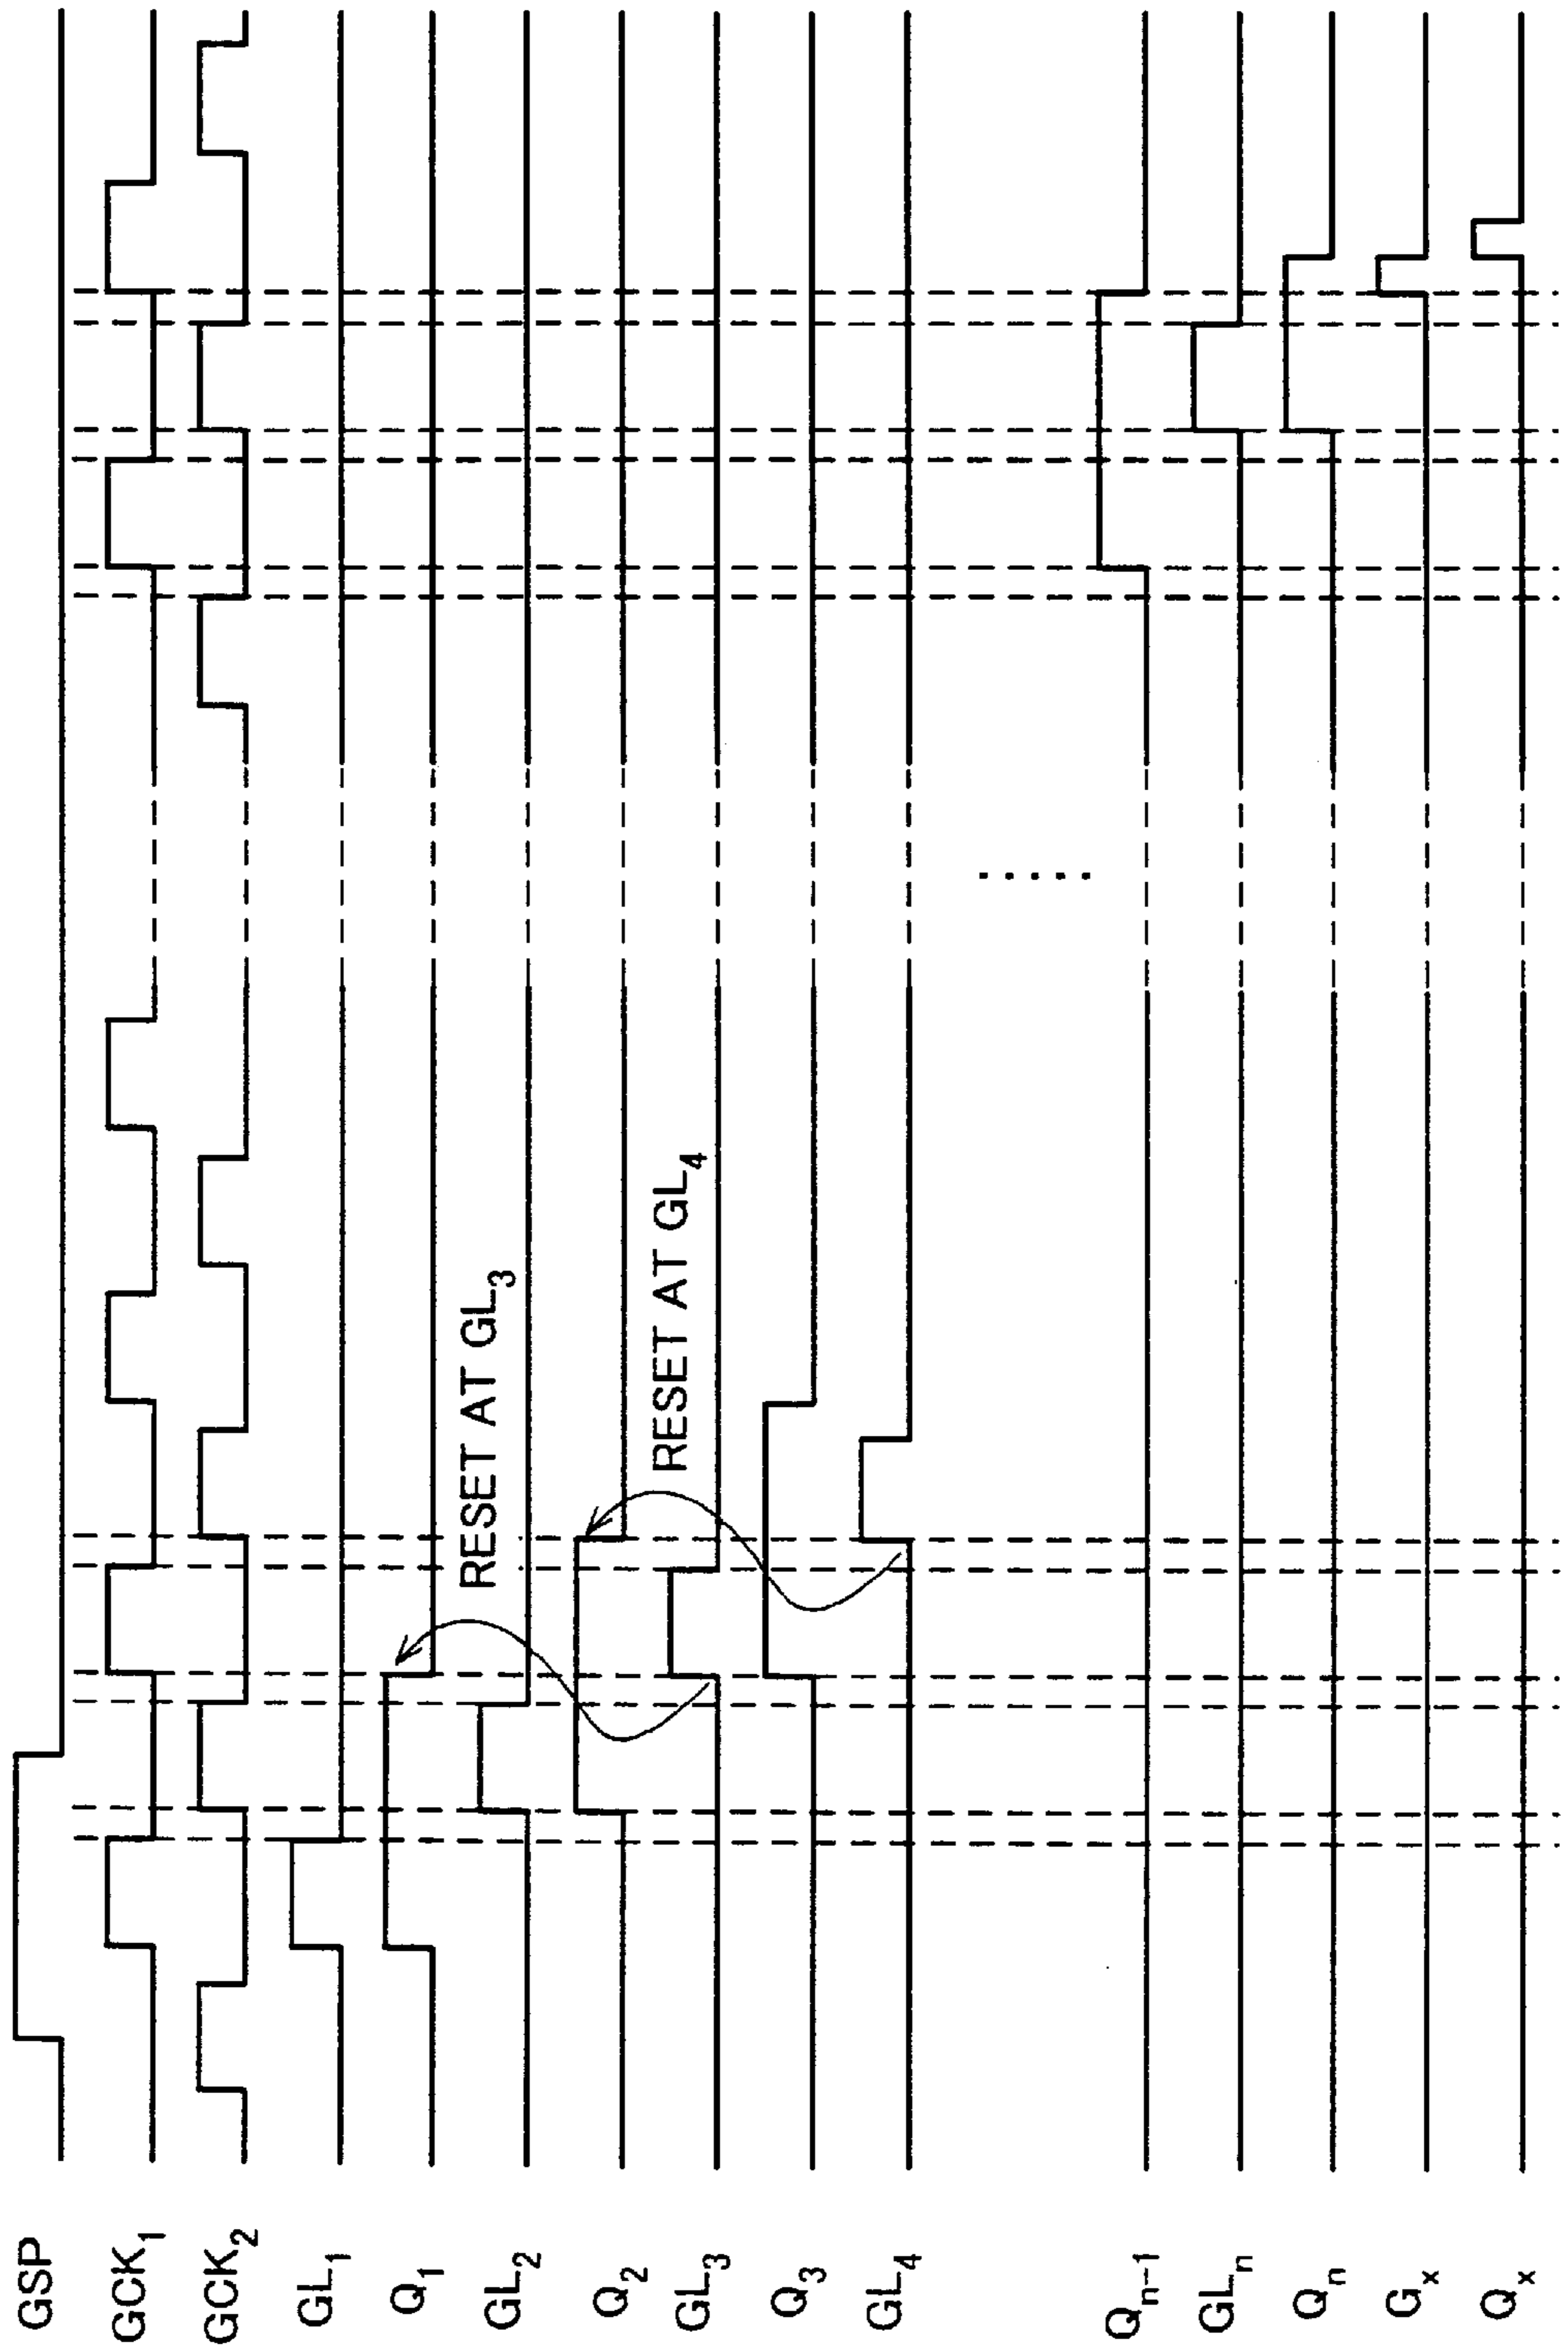 GSP
GCK₁
GCK₂
GL₁
Q₁
RESET AT GL₃
GL₂
Q₂
RESET AT GL₄
GL₃
Q₃
GL₄
.....
Qₙ₋₁
GLₙ
Qₙ
Gₓ
Qₓ